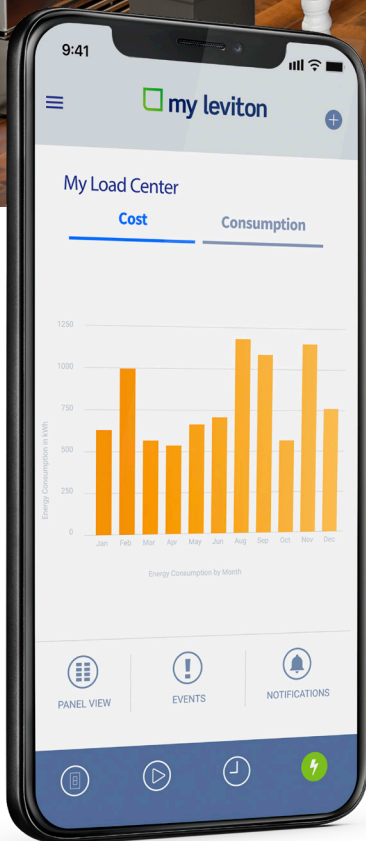 9:41
my leviton
My Load Center
Cost Consumption
1250
1000
750
500
250
0
Energy Consumption in kWh
Jan Feb Mar Apr May Jun Aug Sep Oct Nov Dec
Energy Consumption by Month
PANEL VIEW EVENTS NOTIFICATIONS